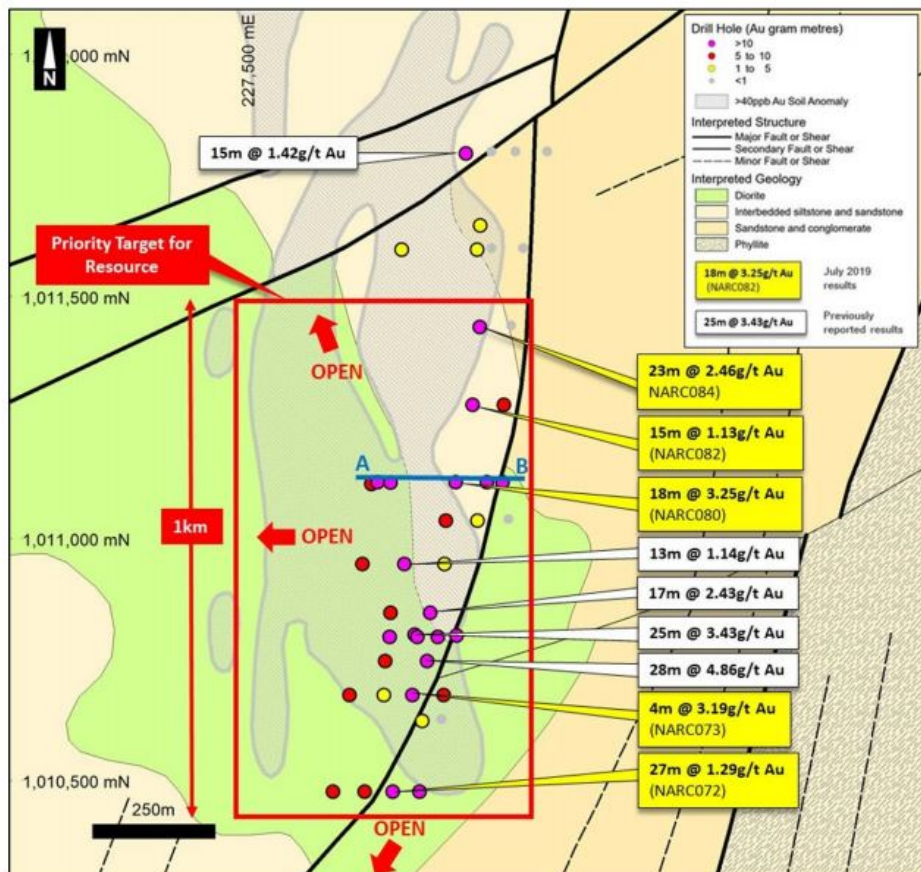 ,000 mN
227,500 mE
N
15m @ 1.42g/t Au
Priority Target for
Resource
1,011,500 mN
OPEN
A
B
1km
OPEN
1,011,000 mN
1,010,500 mN
250m
OPEN
Drill Hole (Au gram metres)
>10
5 to 10
1 to 5
<1
>40ppb Au Soil Anomaly
Interpreted Structure
Major Fault or Shear
Secondary Fault or Shear
Minor Fault or Shear
Interpreted Geology
Diorite
Interbedded siltstone and sandstone
Sandstone and conglomerate
Phyllite
18m @ 3.25g/t Au
(NARC082)
July 2019
results
25m @ 3.43g/t Au
Previously
reported results
23m @ 2.46g/t Au
NARC084)
15m @ 1.13g/t Au
(NARC082)
18m @ 3.25g/t Au
(NARC080)
13m @ 1.14g/t Au
17m @ 2.43g/t Au
25m @ 3.43g/t Au
28m @ 4.86g/t Au
4m @ 3.19g/t Au
(NARC073)
27m @ 1.29g/t Au
(NARC072)